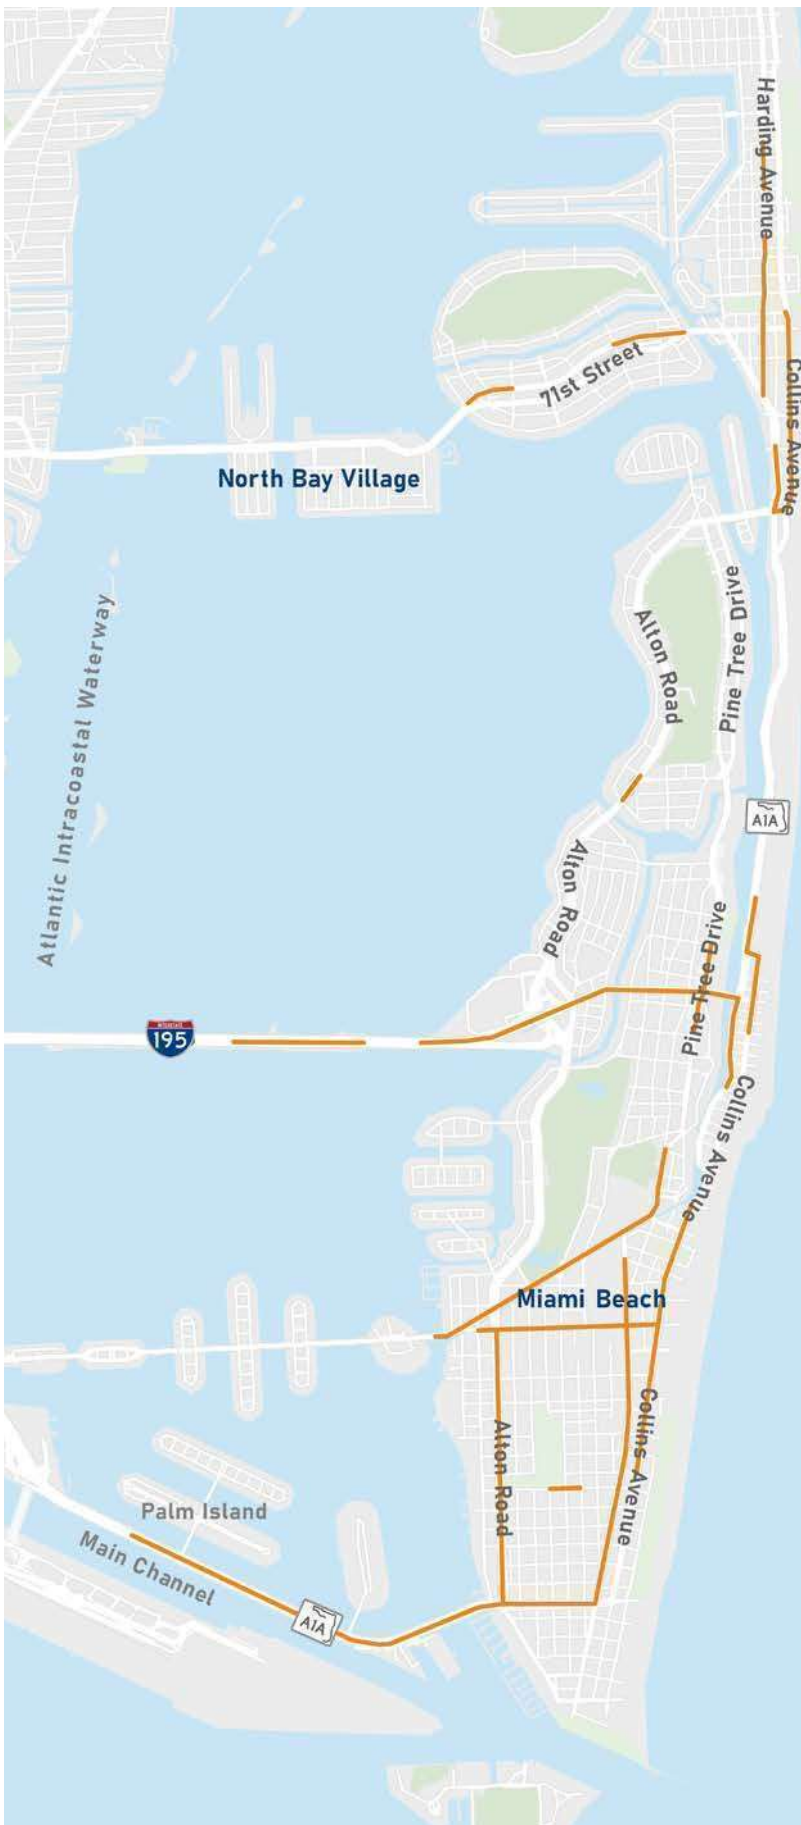 Harding Avenue
71st Street
Collins Avenue
North Bay Village
Pine Tree Drive
Alton Road
Atlantic Intracoastal Waterway
A1A
Alton Road
Pine Tree Drive
INTERSTATE
195
Collins Avenue
Miami Beach
Collins Avenue
Alton Road
Palm Island
Main Channel
A1A